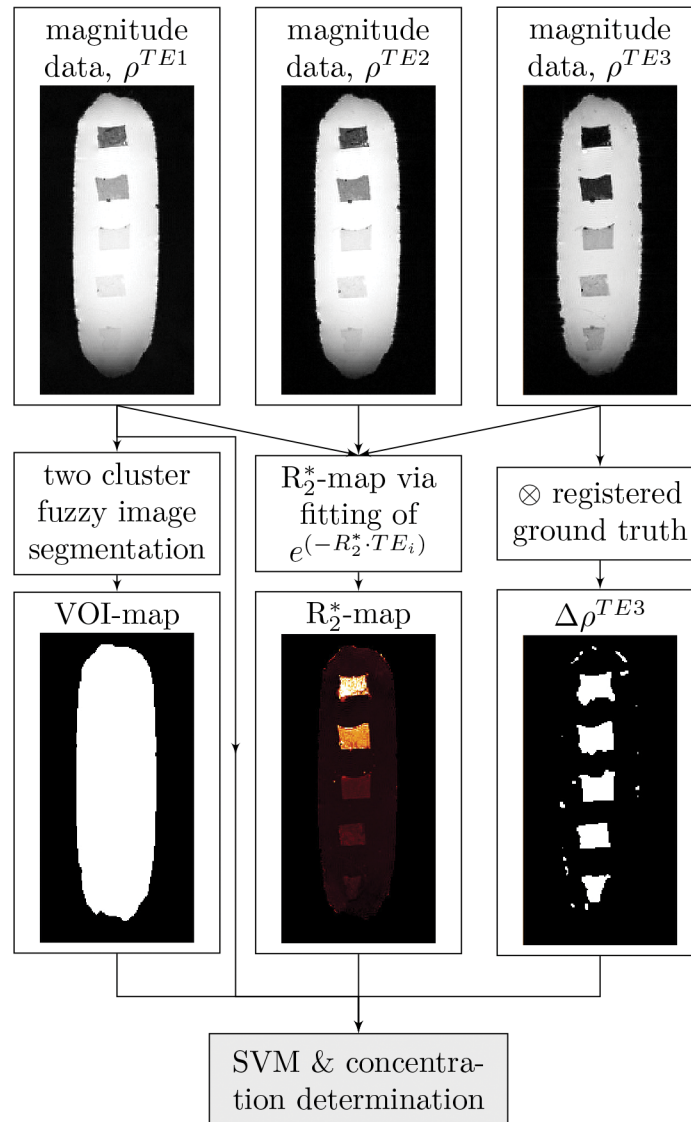 magnitude
data, ρ^{TE1}
magnitude
data, ρ^{TE2}
magnitude
data, ρ^{TE3}
two cluster
fuzzy image
segmentation
R₂*-map via
fitting of
e^{(−R₂*·TE_i)}
⊗ registered
ground truth
VOI-map
R₂*-map
Δρ^{TE3}
SVM & concentra-
tion determination